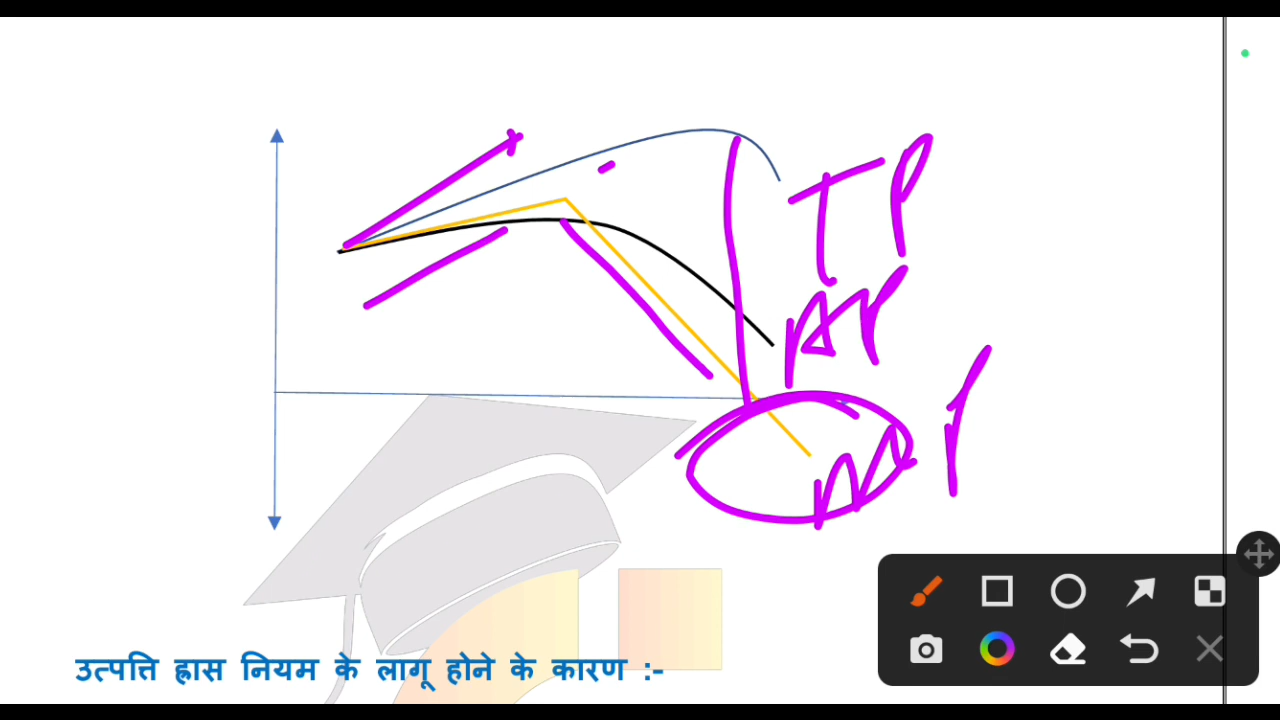 TP
AP
MP
उत्पत्ति ह्रास नियम के लागू होने के कारण :-